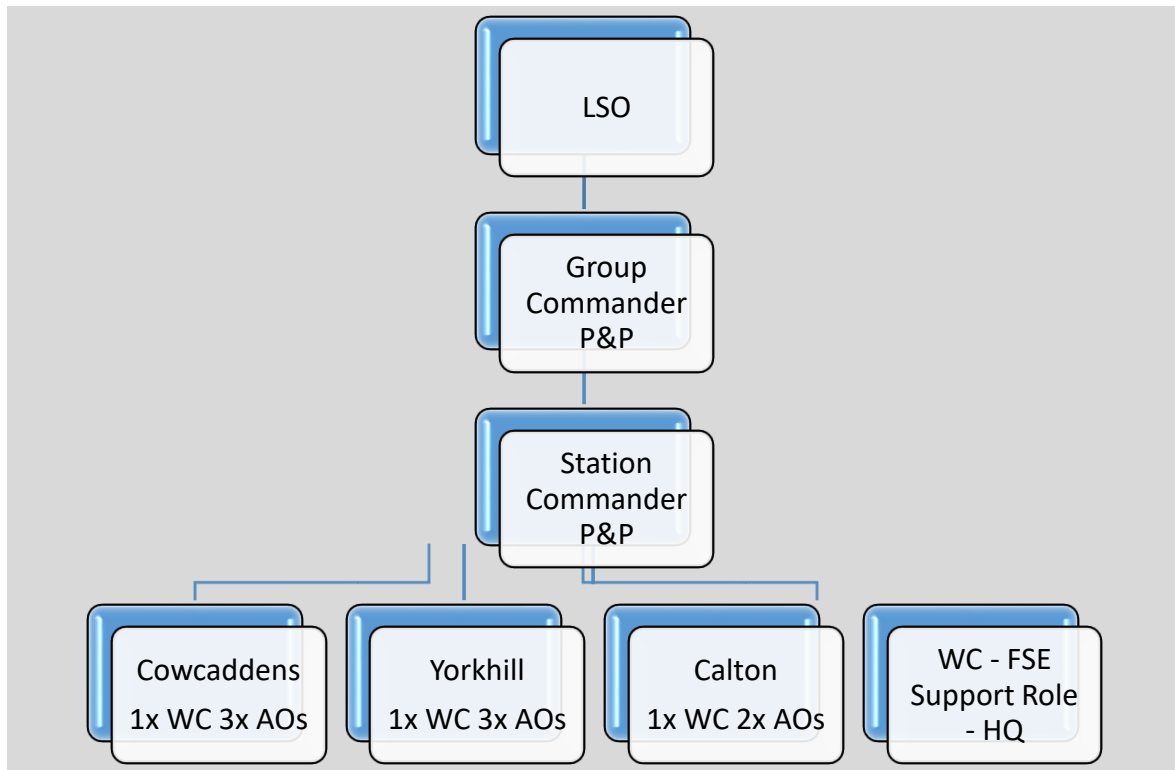 LSO
Group
Commander
P&P
Station
Commander
P&P
Cowcaddens
1x WC 3x AOs
Yorkhill
1x WC 3x AOs
Calton
1x WC 2x AOs
WC - FSE
Support Role
- HQ